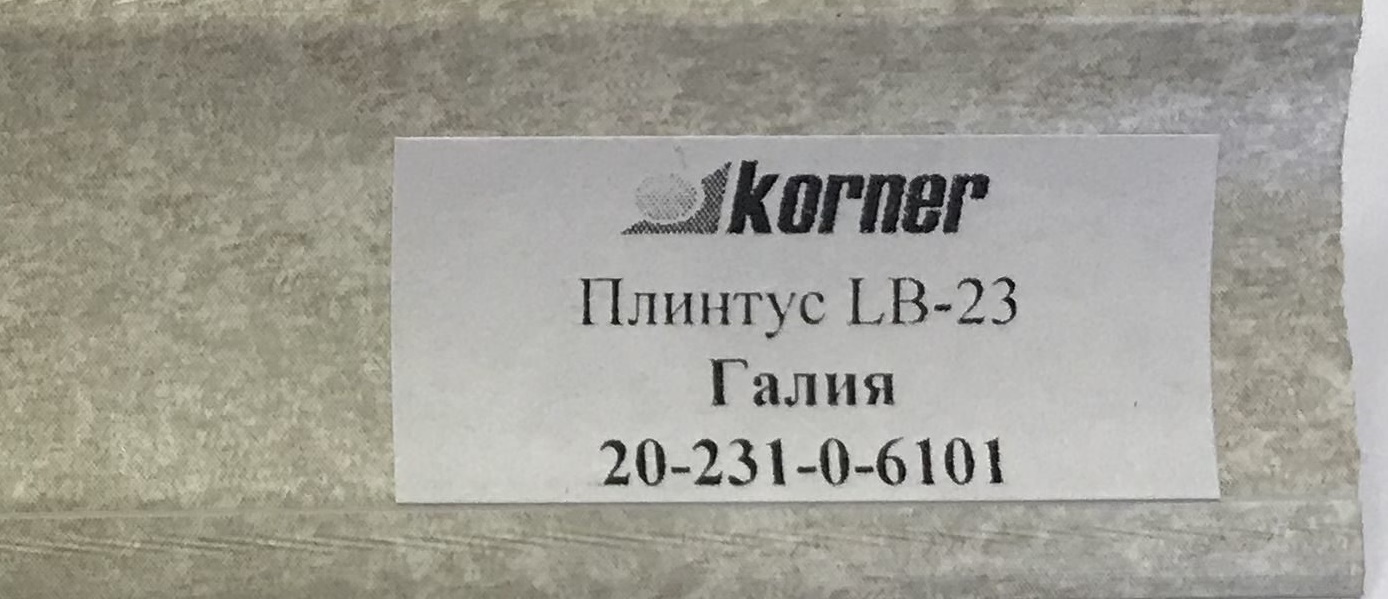 korner
Плинтус LB-23
Галия
20-231-0-6101